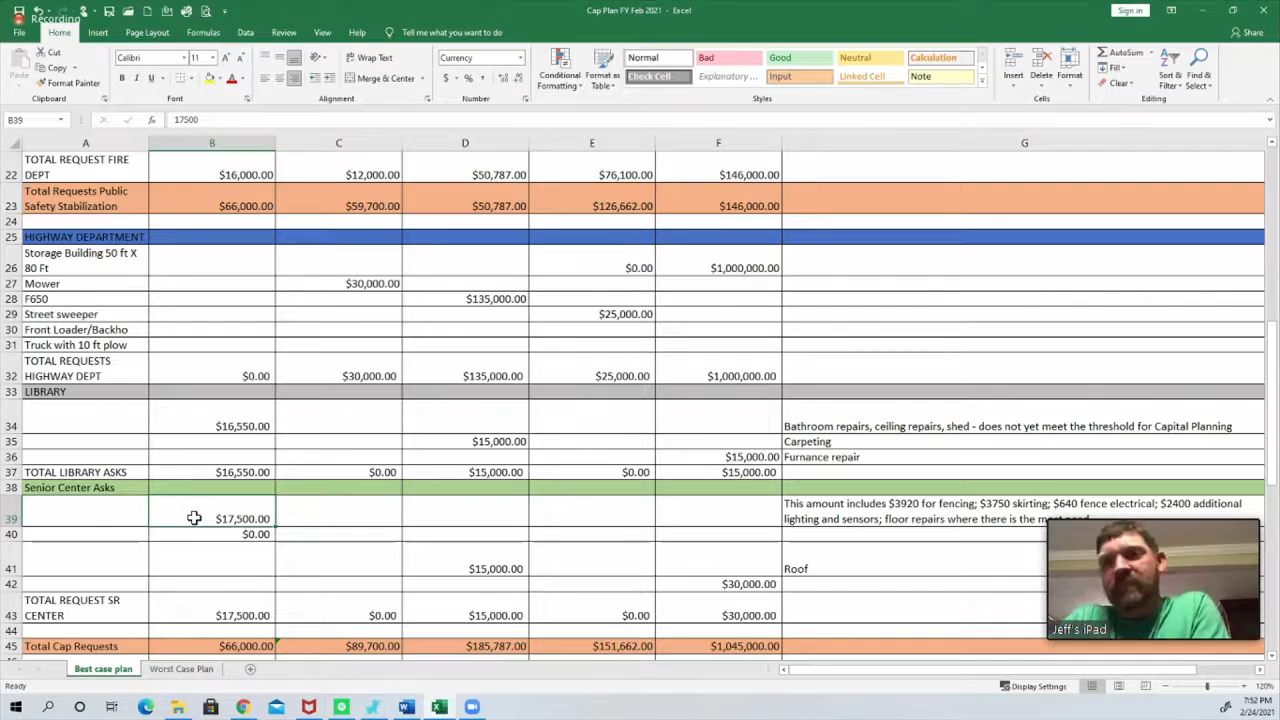 Recording
Cap Plan FY Feb 2021 - Excel
Sign in
File Home Insert Page Layout Formulas Data Review View Help Tell me what you want to do Share
Paste
Cut
Copy
Format Painter
Clipboard
Calibri 11
B I U
Font
Wrap Text
Merge & Center
Alignment
Currency
$ % ,
Number
Conditional Formatting
Format as Table
Normal Bad Good Neutral Calculation
Check Cell Explanatory ... Input Linked Cell Note
Styles
Insert Delete Format
Cells
AutoSum
Fill
Clear
Sort & Filter
Find & Select
Editing
B39 fx 17500
A B C D E F G
22 TOTAL REQUEST FIRE DEPT $16,000.00 $12,000.00 $50,787.00 $76,100.00 $146,000.00
23 Total Requests Public Safety Stabilization $66,000.00 $59,700.00 $50,787.00 $126,662.00 $146,000.00
24
25 HIGHWAY DEPARTMENT
26 Storage Building 50 ft X 80 Ft $0.00 $1,000,000.00
27 Mower $30,000.00
28 F650 $135,000.00
29 Street sweeper $25,000.00
30 Front Loader/Backho
31 Truck with 10 ft plow
32 TOTAL REQUESTS HIGHWAY DEPT $0.00 $30,000.00 $135,000.00 $25,000.00 $1,000,000.00
33 LIBRARY
34 $16,550.00 Bathroom repairs, ceiling repairs, shed - does not yet meet the threshold for Capital Planning
35 $15,000.00 Carpeting
36 $15,000.00 Furnance repair
37 TOTAL LIBRARY ASKS $16,550.00 $0.00 $15,000.00 $0.00 $15,000.00
38 Senior Center Asks
39 $17,500.00 This amount includes $3920 for fencing; $3750 skirting; $640 fence electrical; $2400 additional lighting and sensors; floor repairs where there is the most
40 $0.00
41 $15,000.00 Roof
42 $30,000.00
43 TOTAL REQUEST SR CENTER $17,500.00 $0.00 $15,000.00 $0.00 $30,000.00
44
45 Total Cap Requests $66,000.00 $89,700.00 $185,787.00 $151,662.00 $1,045,000.00
Jeff's iPad
Best case plan Worst Case Plan
Ready Display Settings 120%
7:52 PM
2/24/2021